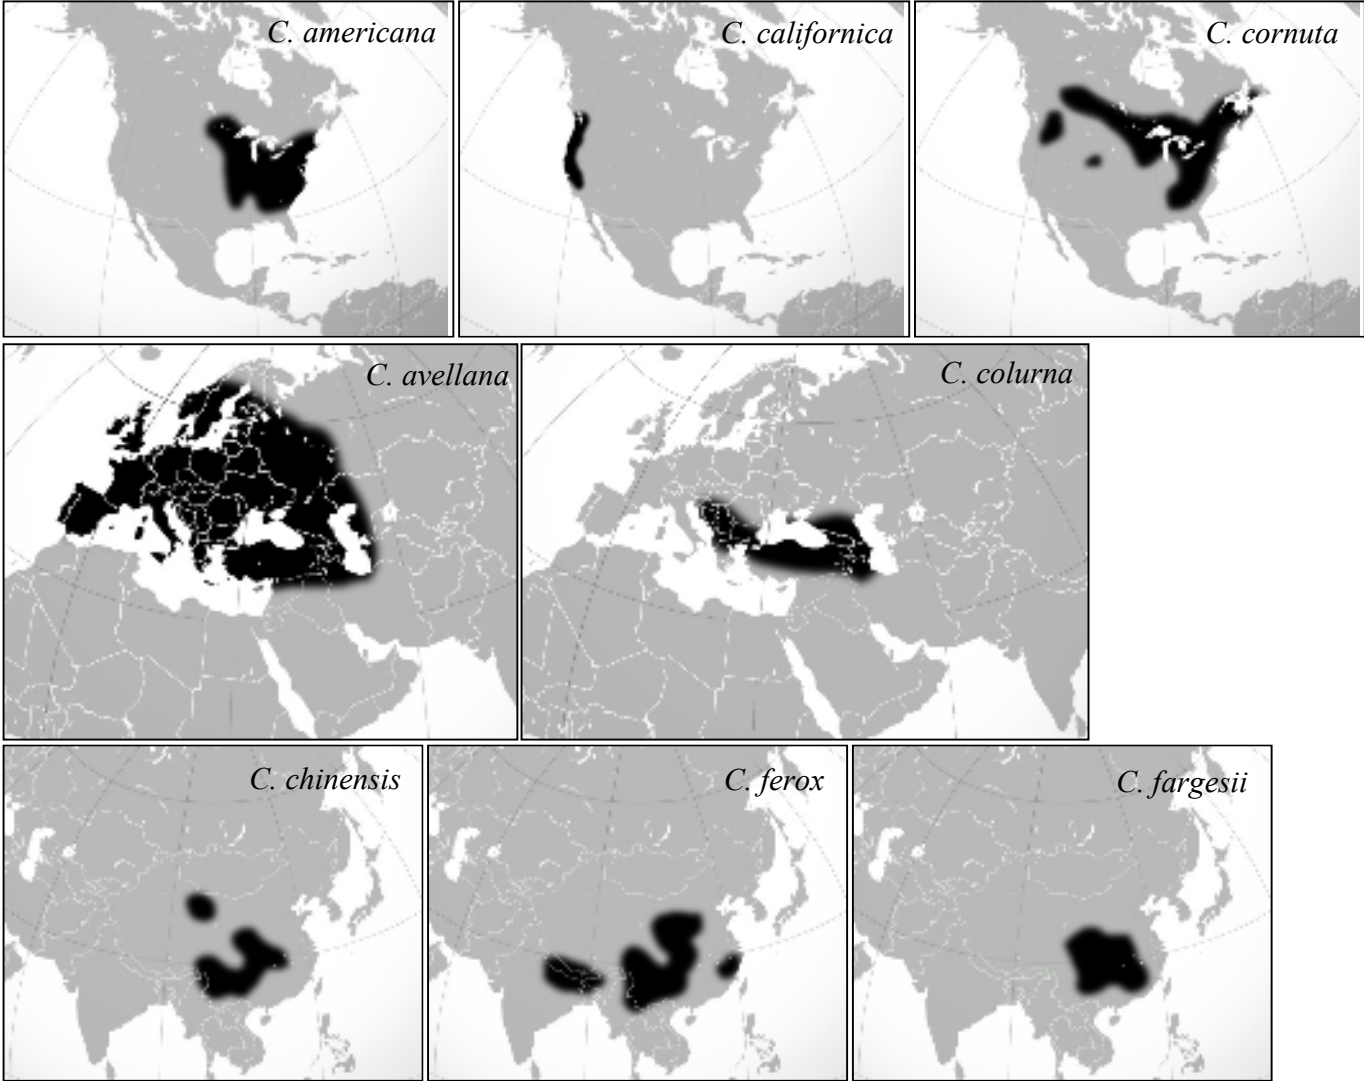 C. americana
C. californica
C. cornuta
C. avellana
C. colurna
C. chinensis
C. ferox
C. fargesii